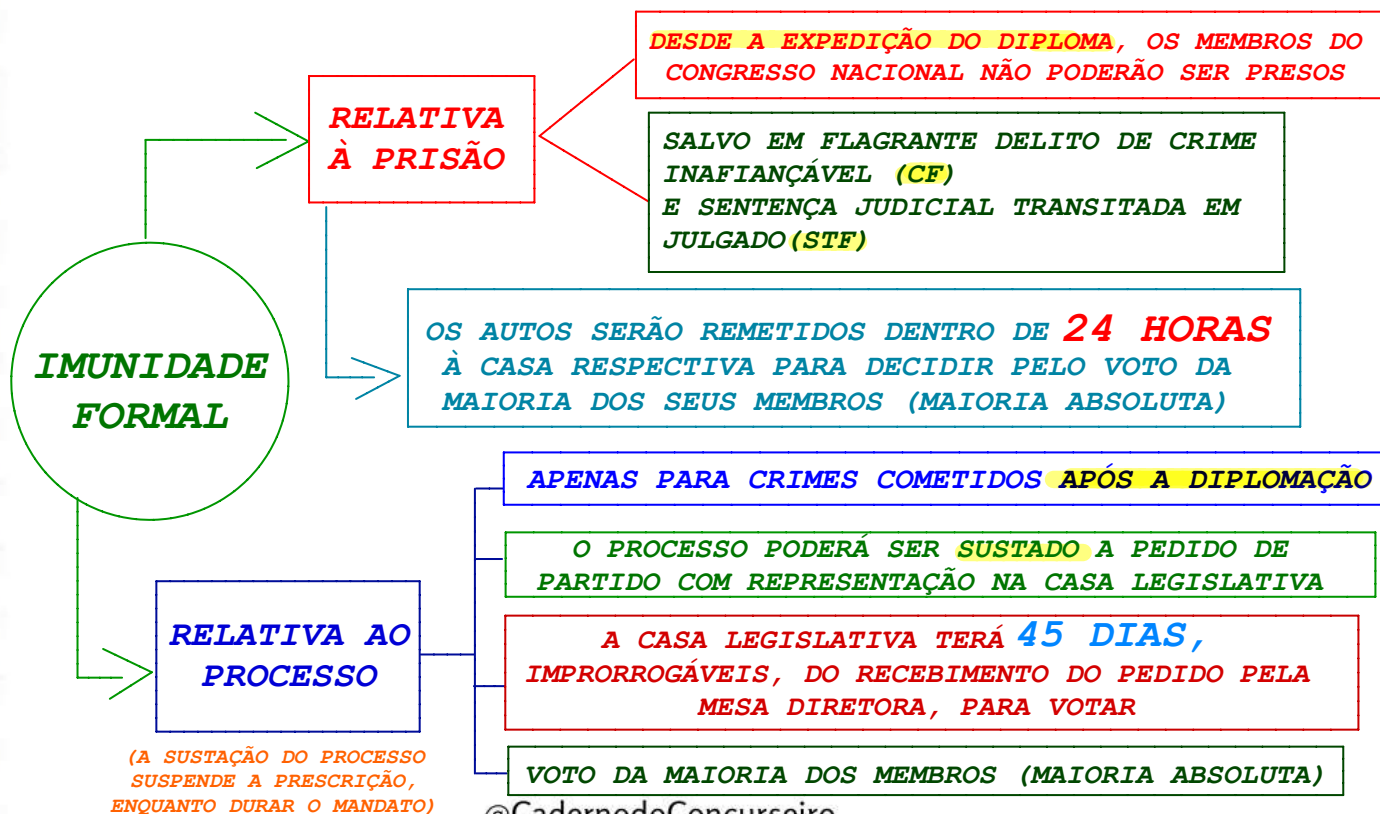 DESDE A EXPEDIÇÃO DO DIPLOMA, OS MEMBROS DO
CONGRESSO NACIONAL NÃO PODERÃO SER PRESOS
RELATIVA
À PRISÃO
SALVO EM FLAGRANTE DELITO DE CRIME
INAFIANÇÁVEL (CF)
E SENTENÇA JUDICIAL TRANSITADA EM
JULGADO(STF)
OS AUTOS SERÃO REMETIDOS DENTRO DE 24 HORAS
À CASA RESPECTIVA PARA DECIDIR PELO VOTO DA
MAIORIA DOS SEUS MEMBROS (MAIORIA ABSOLUTA)
IMUNIDADE
FORMAL
APENAS PARA CRIMES COMETIDOS APÓS A DIPLOMAÇÃO
O PROCESSO PODERÁ SER SUSTADO A PEDIDO DE
PARTIDO COM REPRESENTAÇÃO NA CASA LEGISLATIVA
RELATIVA AO
PROCESSO
A CASA LEGISLATIVA TERÁ 45 DIAS,
IMPRORROGÁVEIS, DO RECEBIMENTO DO PEDIDO PELA
MESA DIRETORA, PARA VOTAR
VOTO DA MAIORIA DOS MEMBROS (MAIORIA ABSOLUTA)
(A SUSTAÇÃO DO PROCESSO
SUSPENDE A PRESCRIÇÃO,
ENQUANTO DURAR O MANDATO)
@CadernodoConcurseiro